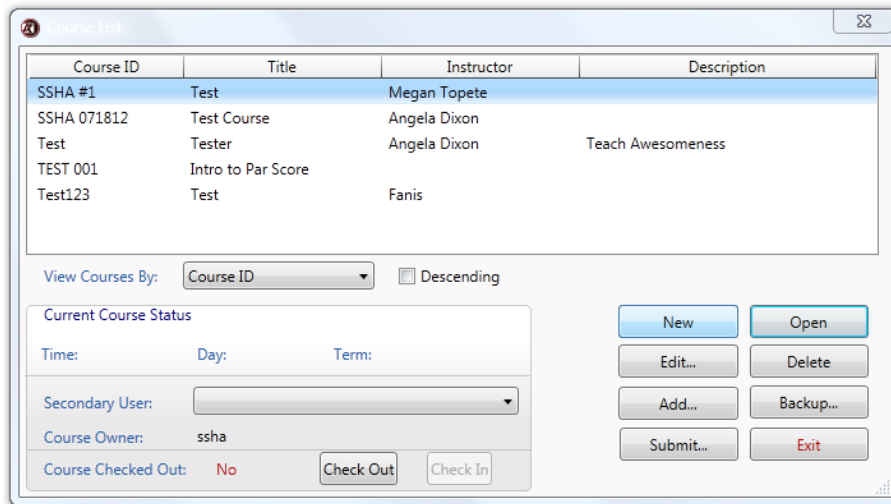 Course List
Course ID Title Instructor Description
SSHA #1 Test Megan Topete
SSHA 071812 Test Course Angela Dixon
Test Tester Angela Dixon Teach Awesomeness
TEST 001 Intro to Par Score
Test123 Test Fanis
View Courses By: Course ID Descending
Current Course Status
Time: Day: Term:
Secondary User:
Course Owner: ssha
Course Checked Out: No Check Out Check In
New Open
Edit... Delete
Add... Backup...
Submit... Exit